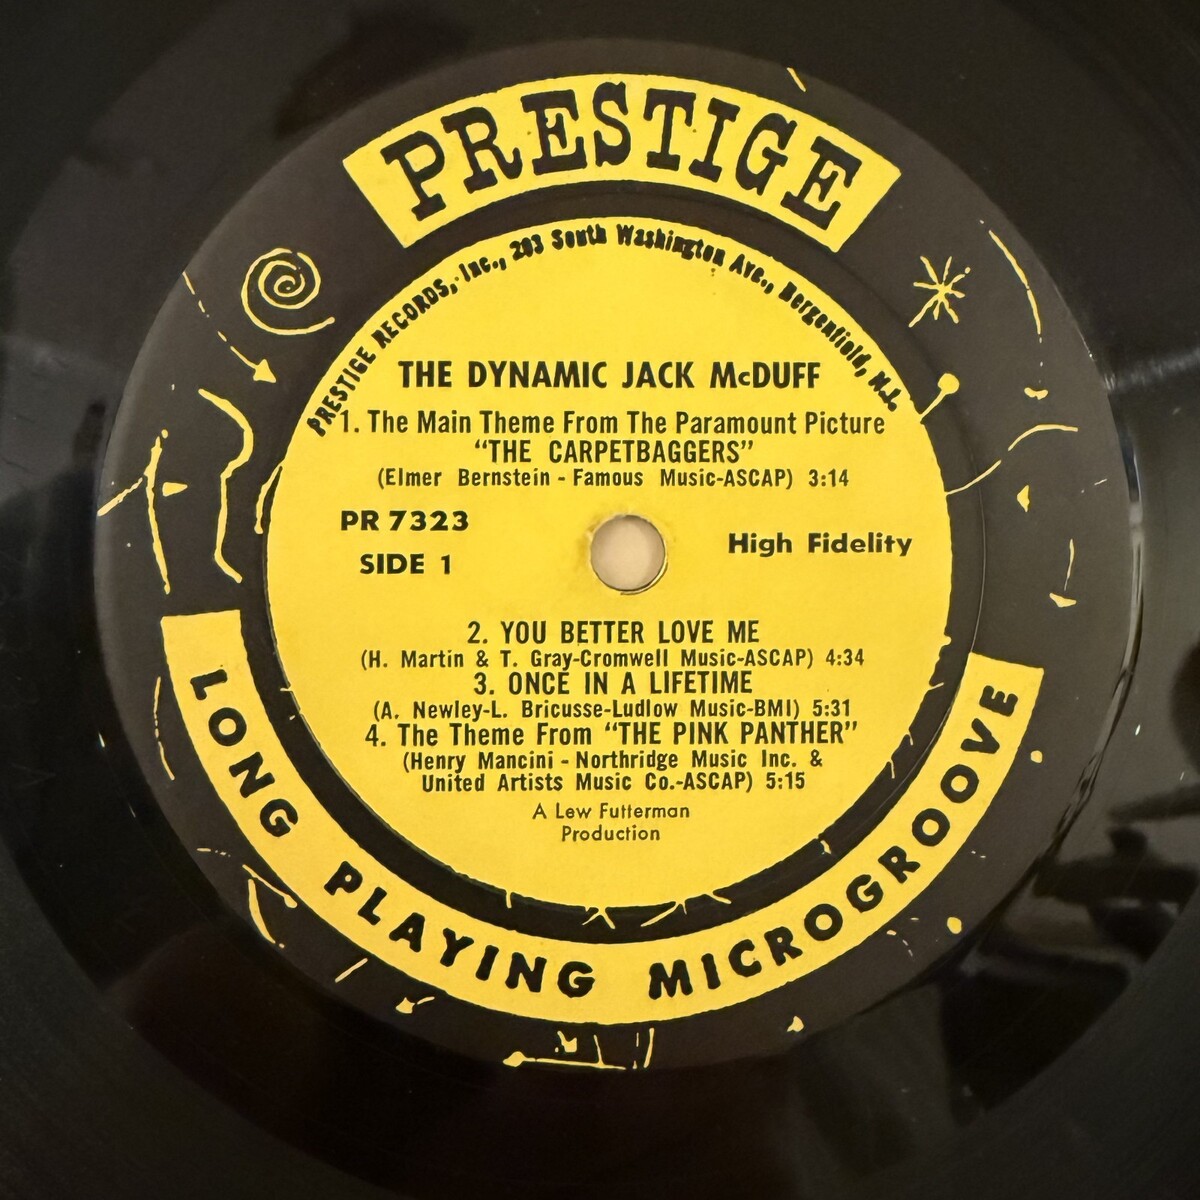 PRESTIGE
PRESTIGE RECORDS, Inc., 203 South Washington Ave., Bergenfield, N.J.
THE DYNAMIC JACK McDUFF
1. The Main Theme From The Paramount Picture
"THE CARPETBAGGERS"
(Elmer Bernstein - Famous Music-ASCAP) 3:14
PR 7323
SIDE 1
High Fidelity
2. YOU BETTER LOVE ME
(H. Martin & T. Gray-Cromwell Music-ASCAP) 4:34
3. ONCE IN A LIFETIME
(A. Newley-L. Bricusse-Ludlow Music-BMI) 5:31
4. The Theme From "THE PINK PANTHER"
(Henry Mancini - Northridge Music Inc. &
United Artists Music Co.-ASCAP) 5:15
A Lew Futterman
Production
LONG PLAYING MICROGROOVE